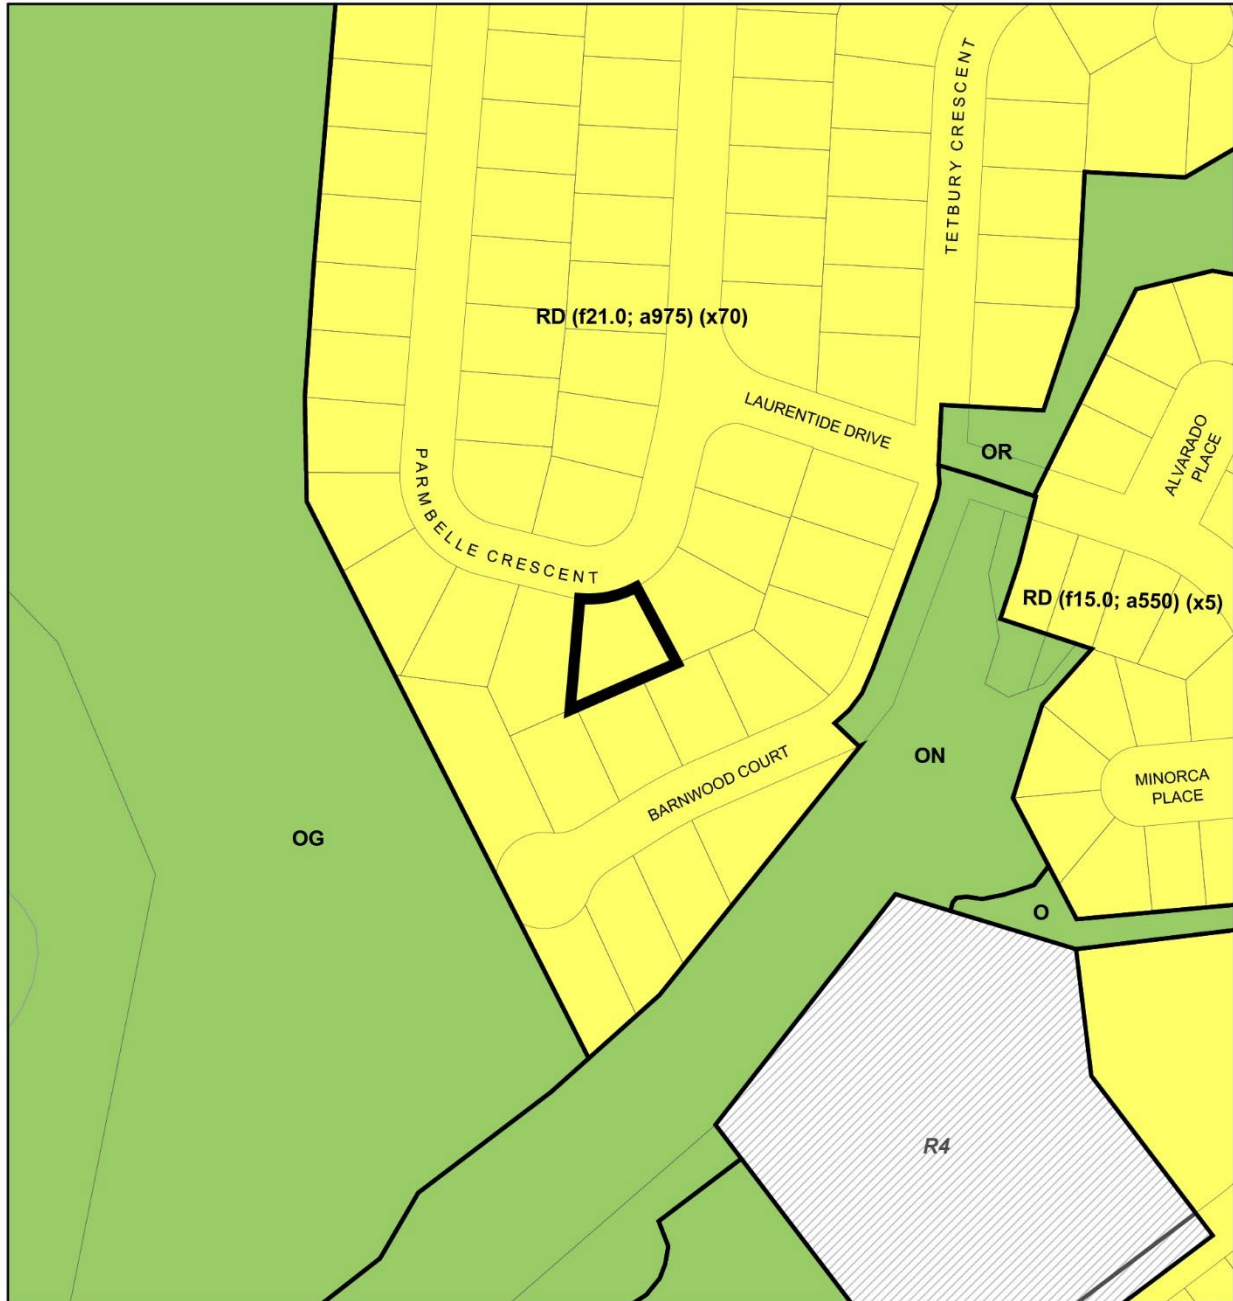 TETBURY CRESCENT
RD (f21.0; a975) (x70)
LAURENTIDE DRIVE
OR
ALVARADO
PLACE
PARMBELLE CRESCENT
RD (f15.0; a550) (x5)
ON
BARNWOOD COURT
MINORCA
PLACE
OG
O
R4